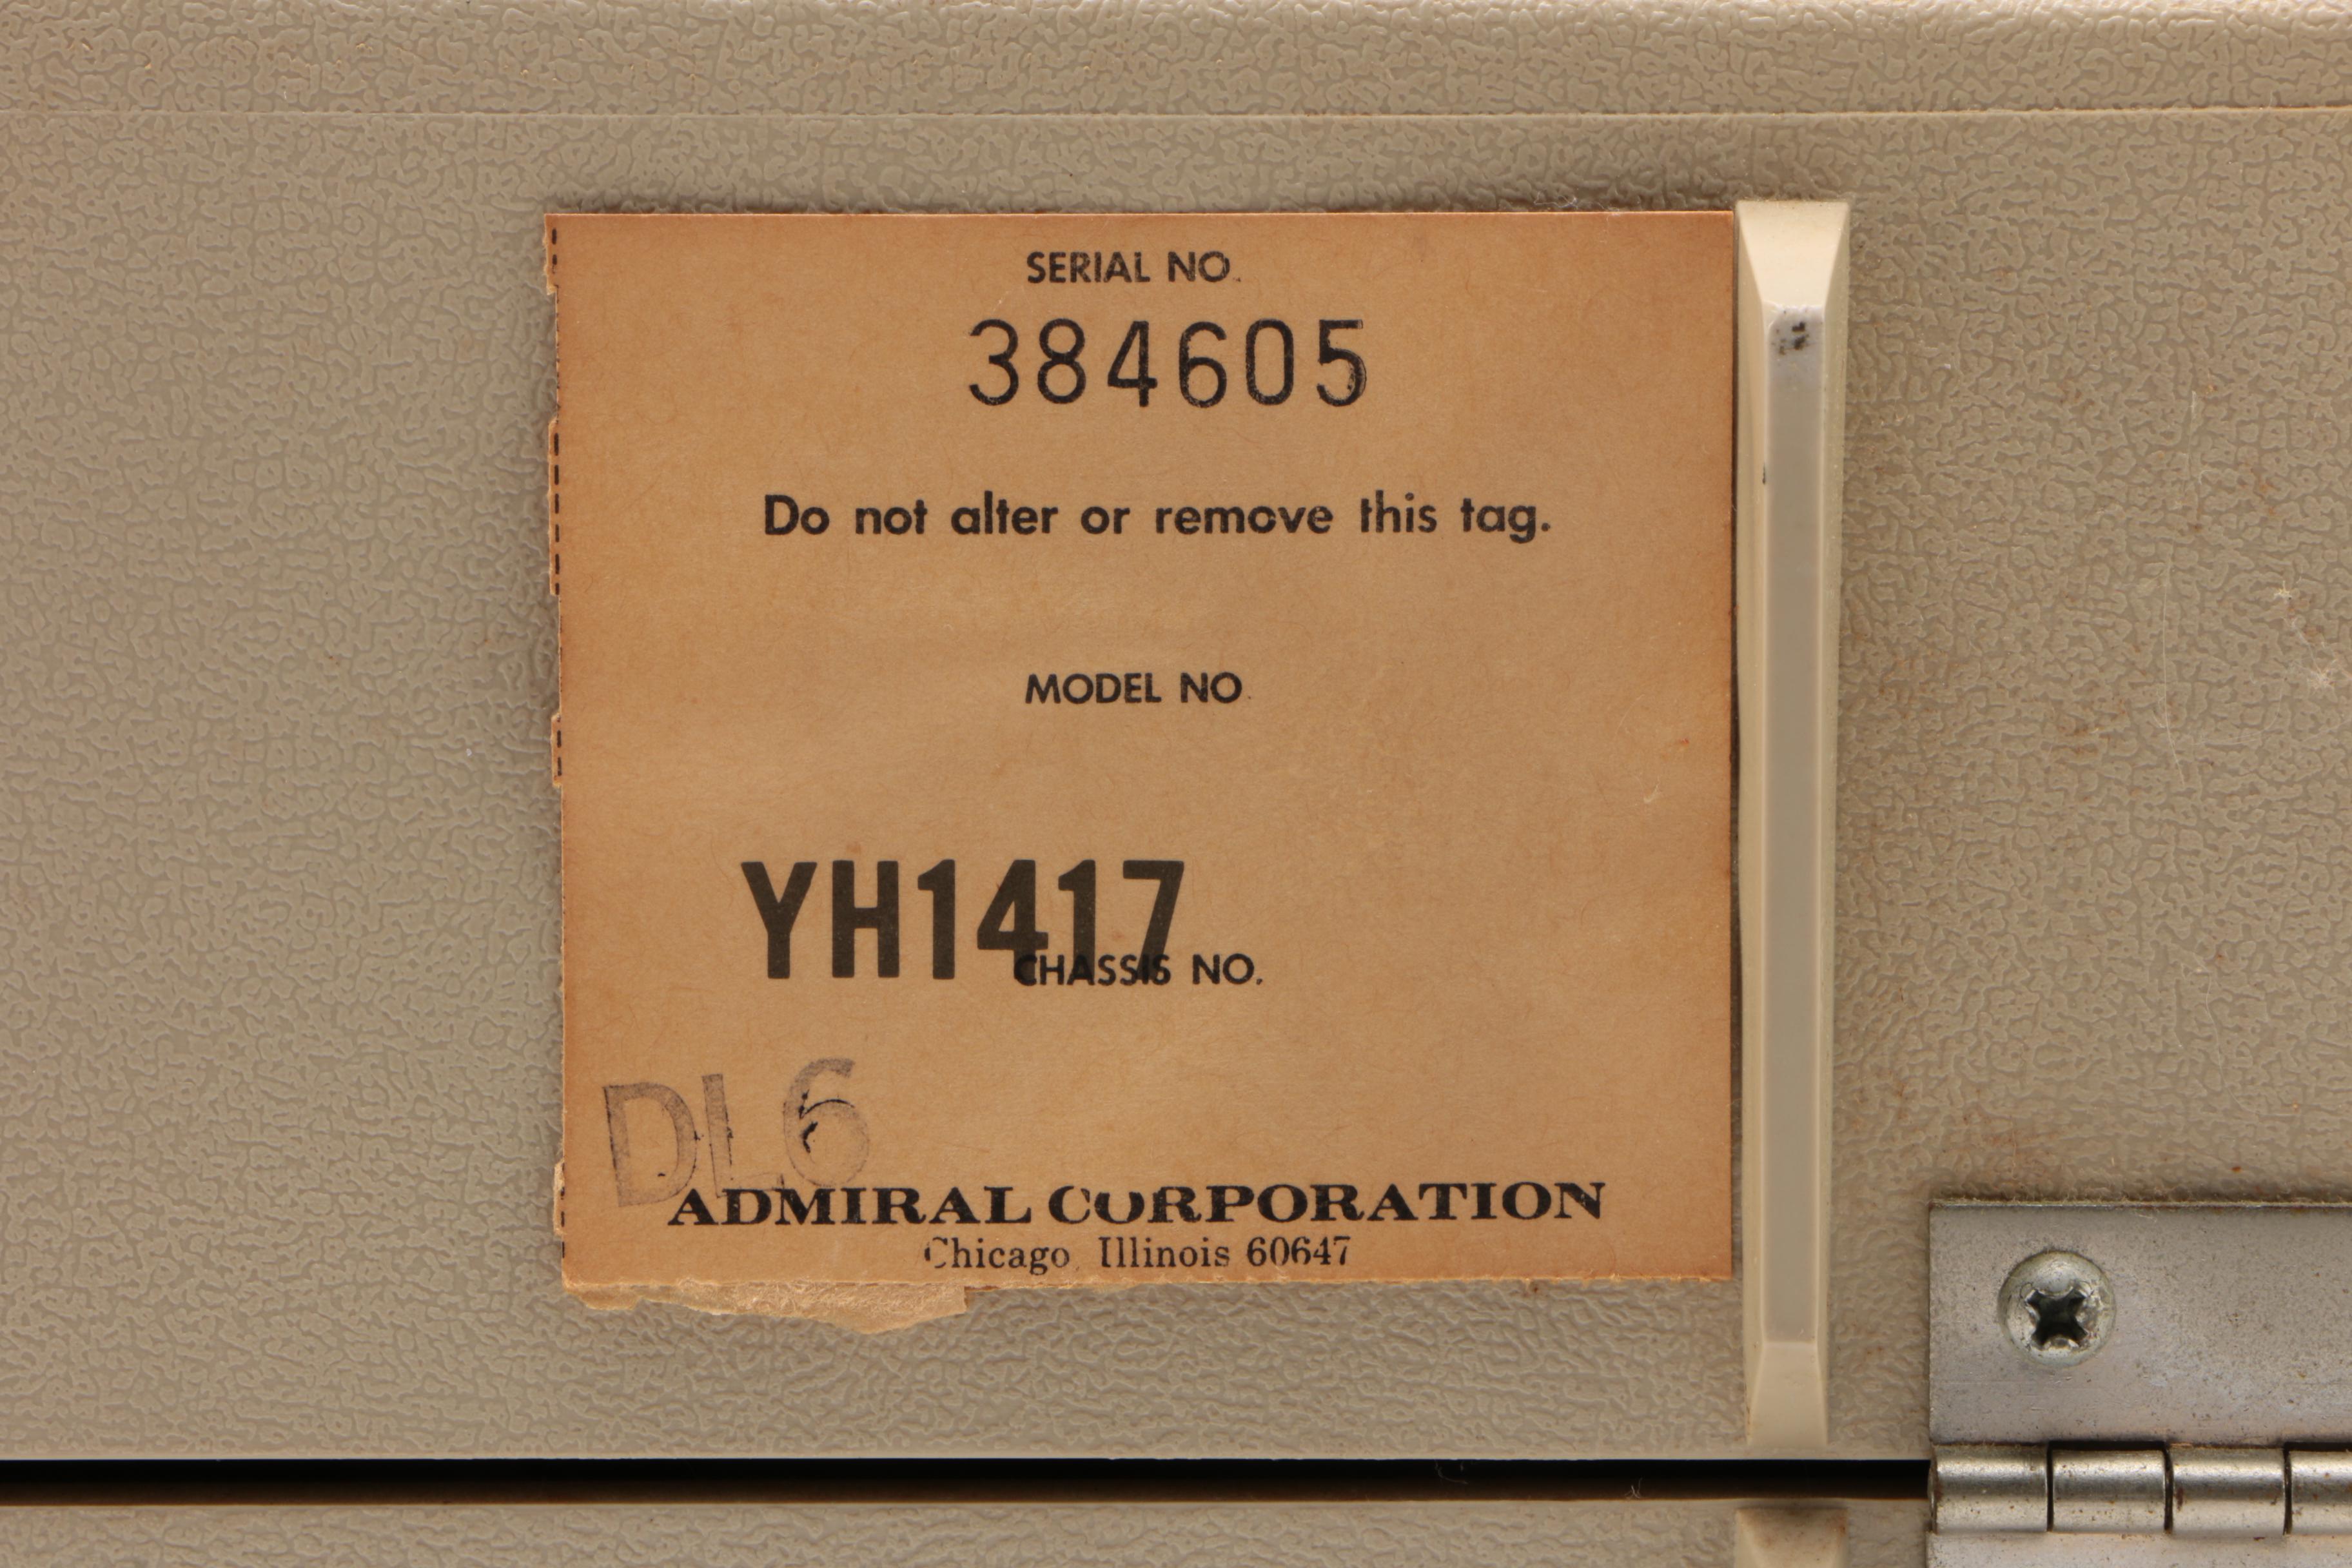 SERIAL NO.
384605
Do not alter or remove this tag.
MODEL NO.
YH1417
CHASSIS NO.
DL6
ADMIRAL CORPORATION
Chicago, Illinois 60647